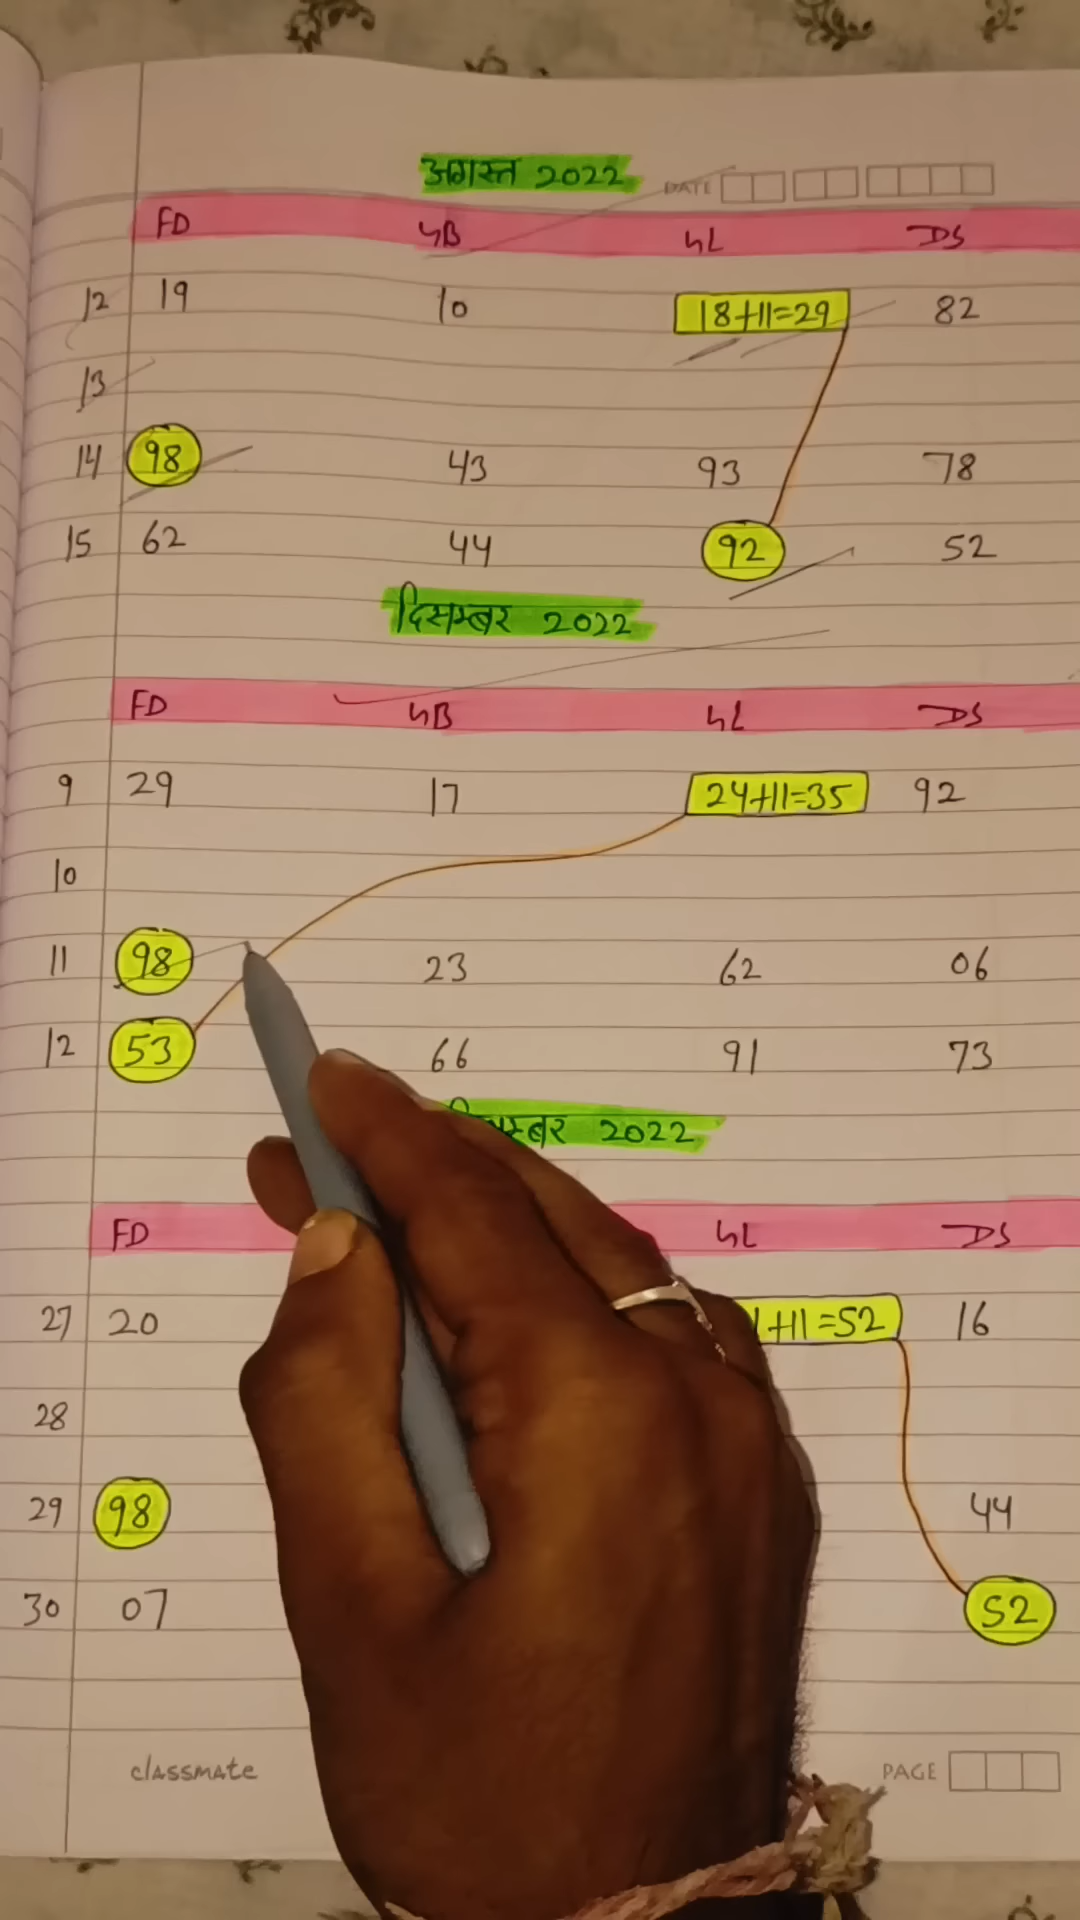 अगस्त 2022 DATE
FD GB GL DS
12 19 10 18+11=29 82
13
14 98 43 93 78
15 62 44 92 52
दिसम्बर 2022
FD GB GL DS
9 29 17 24+11=35 92
10
11 98 23 62 06
12 53 66 91 73
2022
FD GL DS
27 20 +11=52 16
28
29 98 44
30 07 52
classmate PAGE